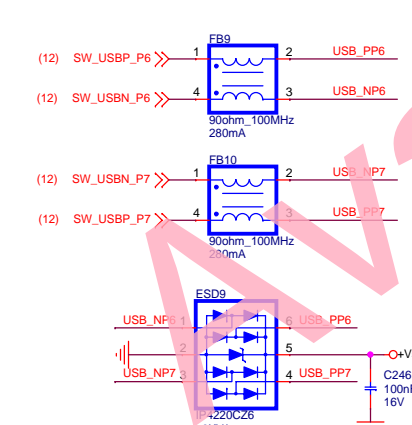 FB9
(12) SW_USBP_P6 1 2 USB_PP6
(12) SW_USBN_P6 4 3 USB_NP6
90ohm_100MHz
280mA
FB10
(12) SW_USBN_P7 1 2 USB_NP7
(12) SW_USBP_P7 4 3 USB_PP7
90ohm_100MHz
280mA
ESD9
USB_NP6 1 6 USB_PP6
2 5 +V
USB_NP7 3 4 USB_PP7
C246
100nF
16V
IP4220CZ6